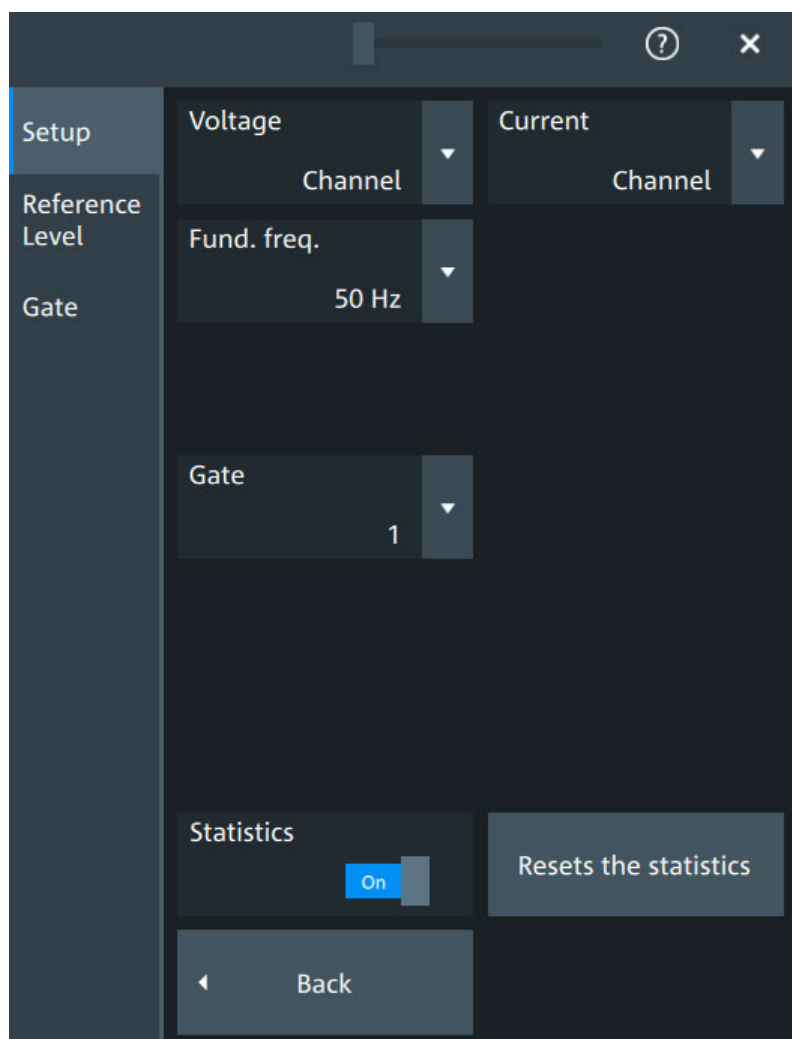 ?
Setup
Reference
Level
Gate
Voltage
Channel
Current
Channel
Fund. freq.
50 Hz
Gate
1
Statistics
On
Resets the statistics
Back